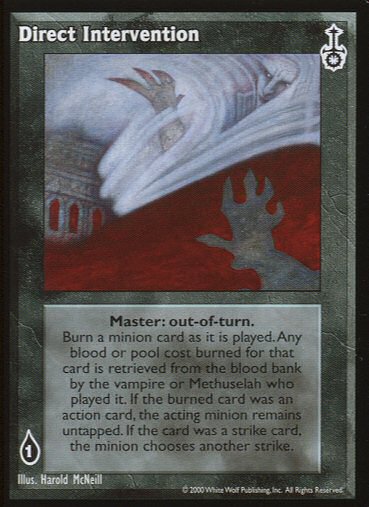 Direct Intervention
Master: out-of-turn.
Burn a minion card as it is played. Any
blood or pool cost burned for that
card is retrieved from the blood bank
by the vampire or Methuselah who
played it. If the burned card was an
action card, the acting minion remains
untapped. If the card was a strike card,
the minion chooses another strike.
1
Illus. Harold McNeill
© 2000 White Wolf Publishing, Inc. All Rights Reserved.